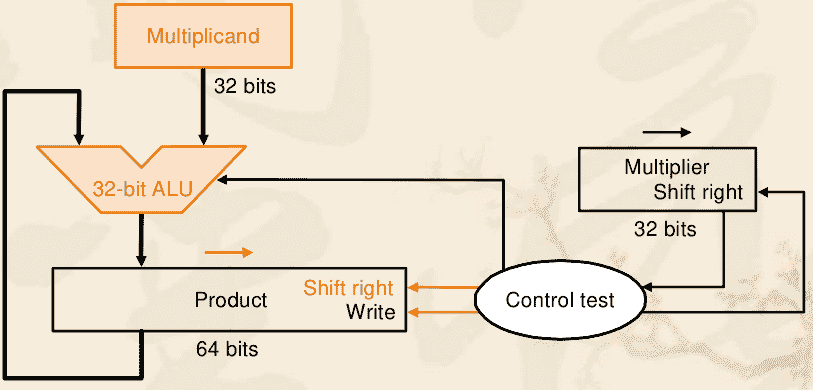 Multiplicand
32 bits
32-bit ALU
Multiplier
Shift right
32 bits
Product
Shift right
Write
Control test
64 bits